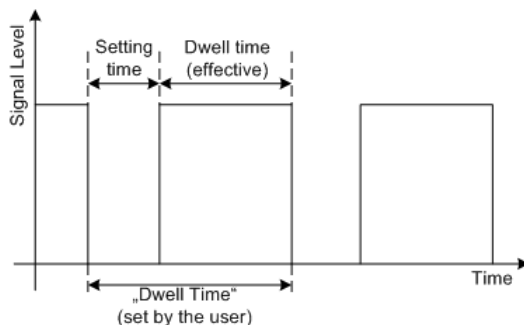 Signal Level
Setting
time
Dwell time
(effective)
Time
„Dwell Time“
(set by the user)